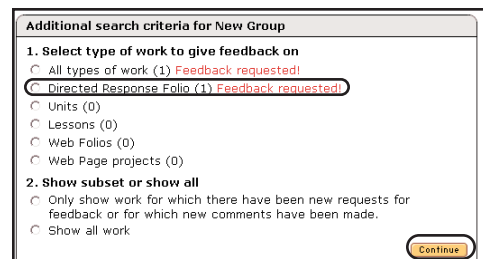 Additional search criteria for New Group
1. Select type of work to give feedback on
All types of work (1) Feedback requested!
Directed Response Folio (1) Feedback requested!
Units (0)
Lessons (0)
Web Folios (0)
Web Page projects (0)
2. Show subset or show all
Only show work for which there have been new requests for
feedback or for which new comments have been made.
Show all work
Continue